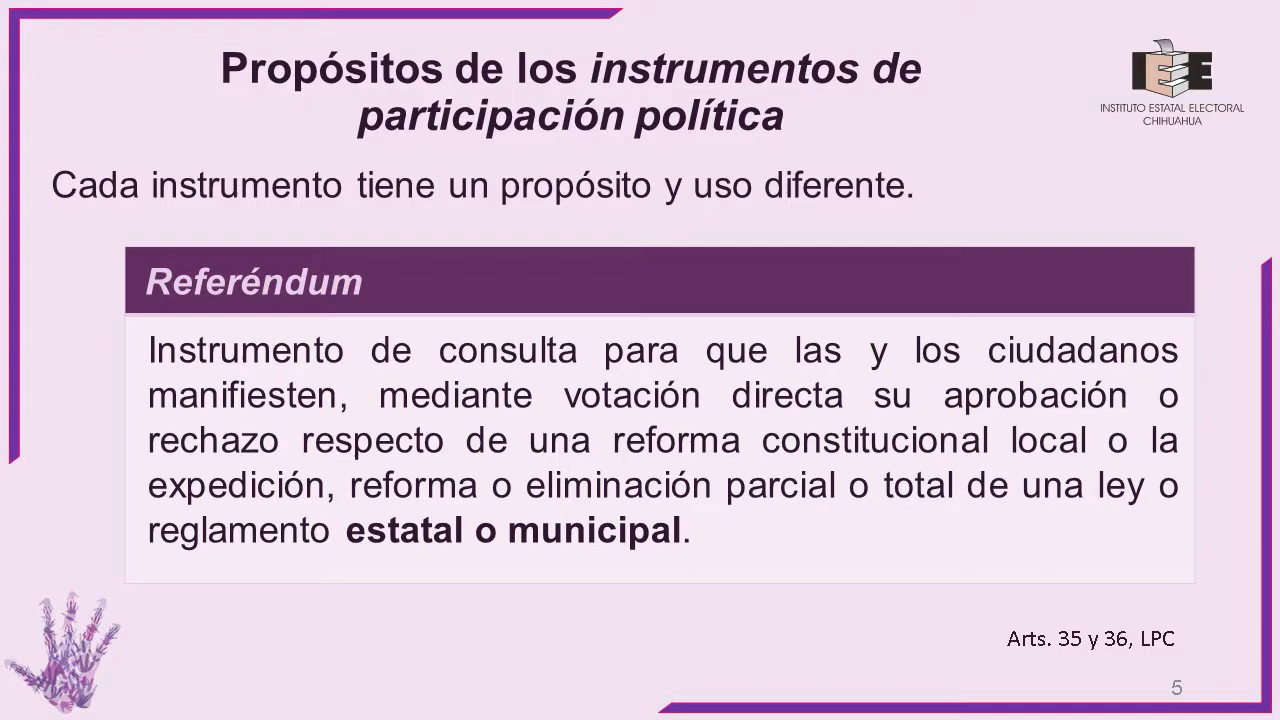 Propósitos de los instrumentos de
participación política
IEE
INSTITUTO ESTATAL ELECTORAL
CHIHUAHUA
Cada instrumento tiene un propósito y uso diferente.
Referéndum
Instrumento de consulta para que las y los ciudadanos
manifiesten, mediante votación directa su aprobación o
rechazo respecto de una reforma constitucional local o la
expedición, reforma o eliminación parcial o total de una ley o
reglamento estatal o municipal.
Arts. 35 y 36, LPC
5